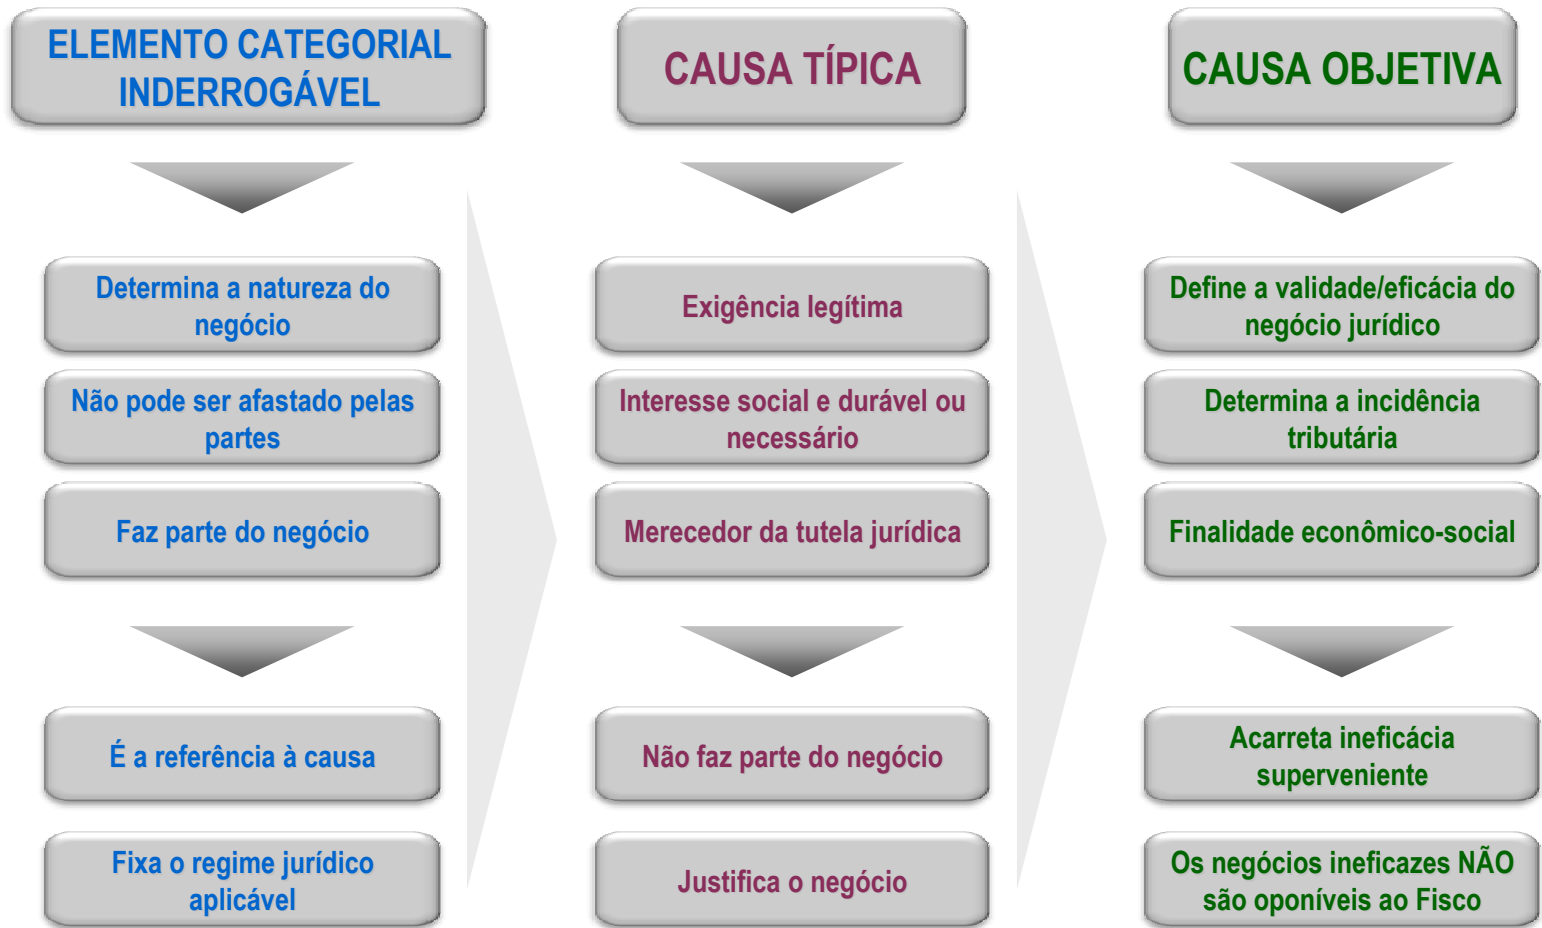 ELEMENTO CATEGORIAL
INDERROGÁVEL
Determina a natureza do
negócio
Não pode ser afastado pelas
partes
Faz parte do negócio
É a referência à causa
Fixa o regime jurídico
aplicável
CAUSA TÍPICA
Exigência legítima
Interesse social e durável ou
necessário
Merecedor da tutela jurídica
Não faz parte do negócio
Justifica o negócio
CAUSA OBJETIVA
Define a validade/eficácia do
negócio jurídico
Determina a incidência
tributária
Finalidade econômico-social
Acarreta ineficácia
superveniente
Os negócios ineficazes NÃO
são oponíveis ao Fisco